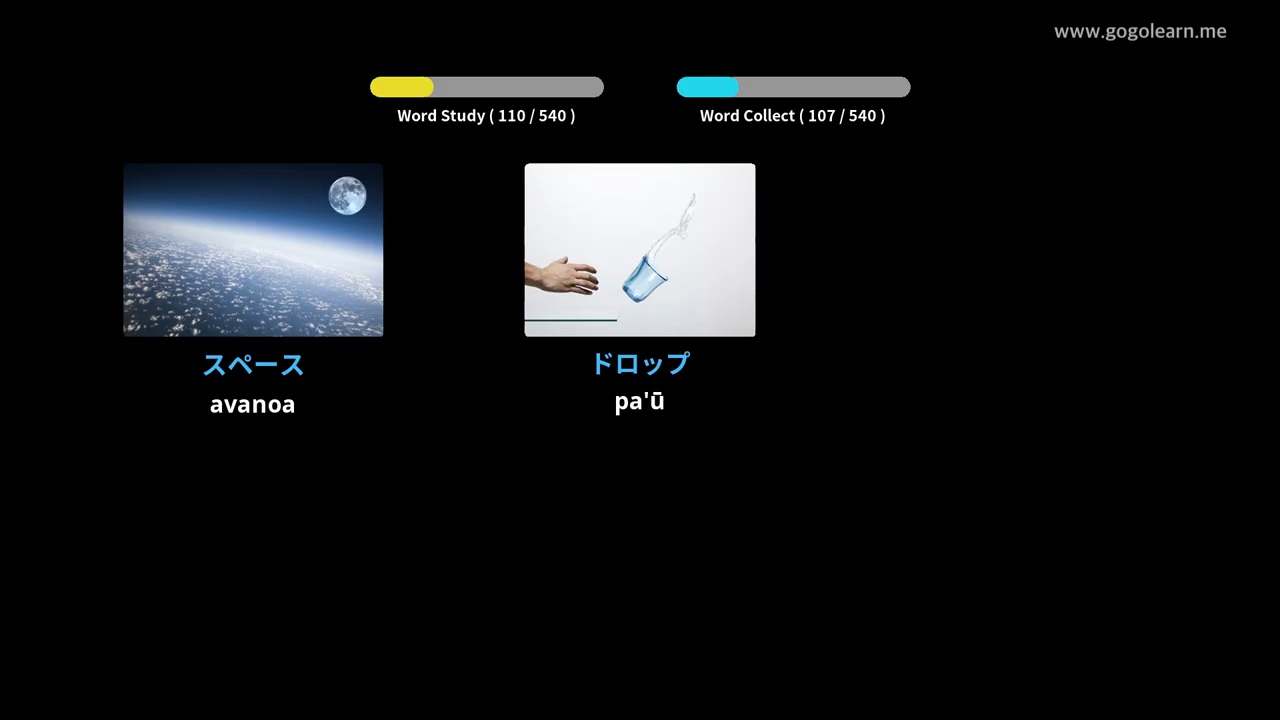 www.gogolearn.me
Word Study ( 110 / 540 )
Word Collect ( 107 / 540 )
スペース
avanoa
ドロップ
pa'ū